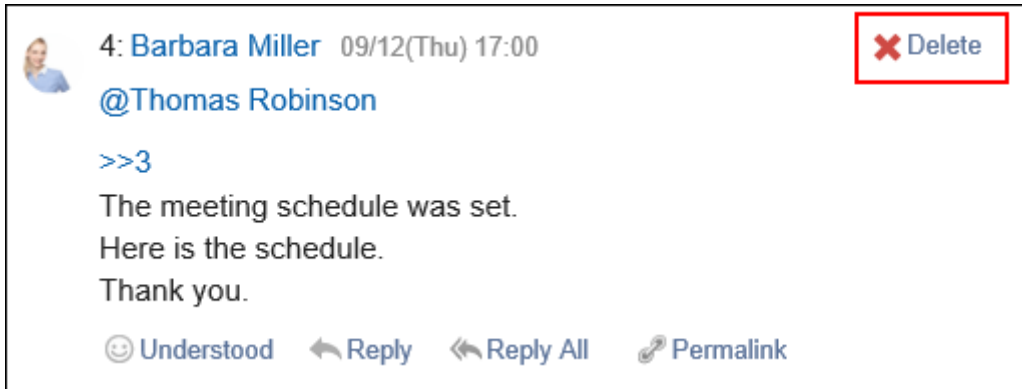 4: Barbara Miller 09/12(Thu) 17:00 Delete
@Thomas Robinson
>>3
The meeting schedule was set.
Here is the schedule.
Thank you.
Understood Reply Reply All Permalink